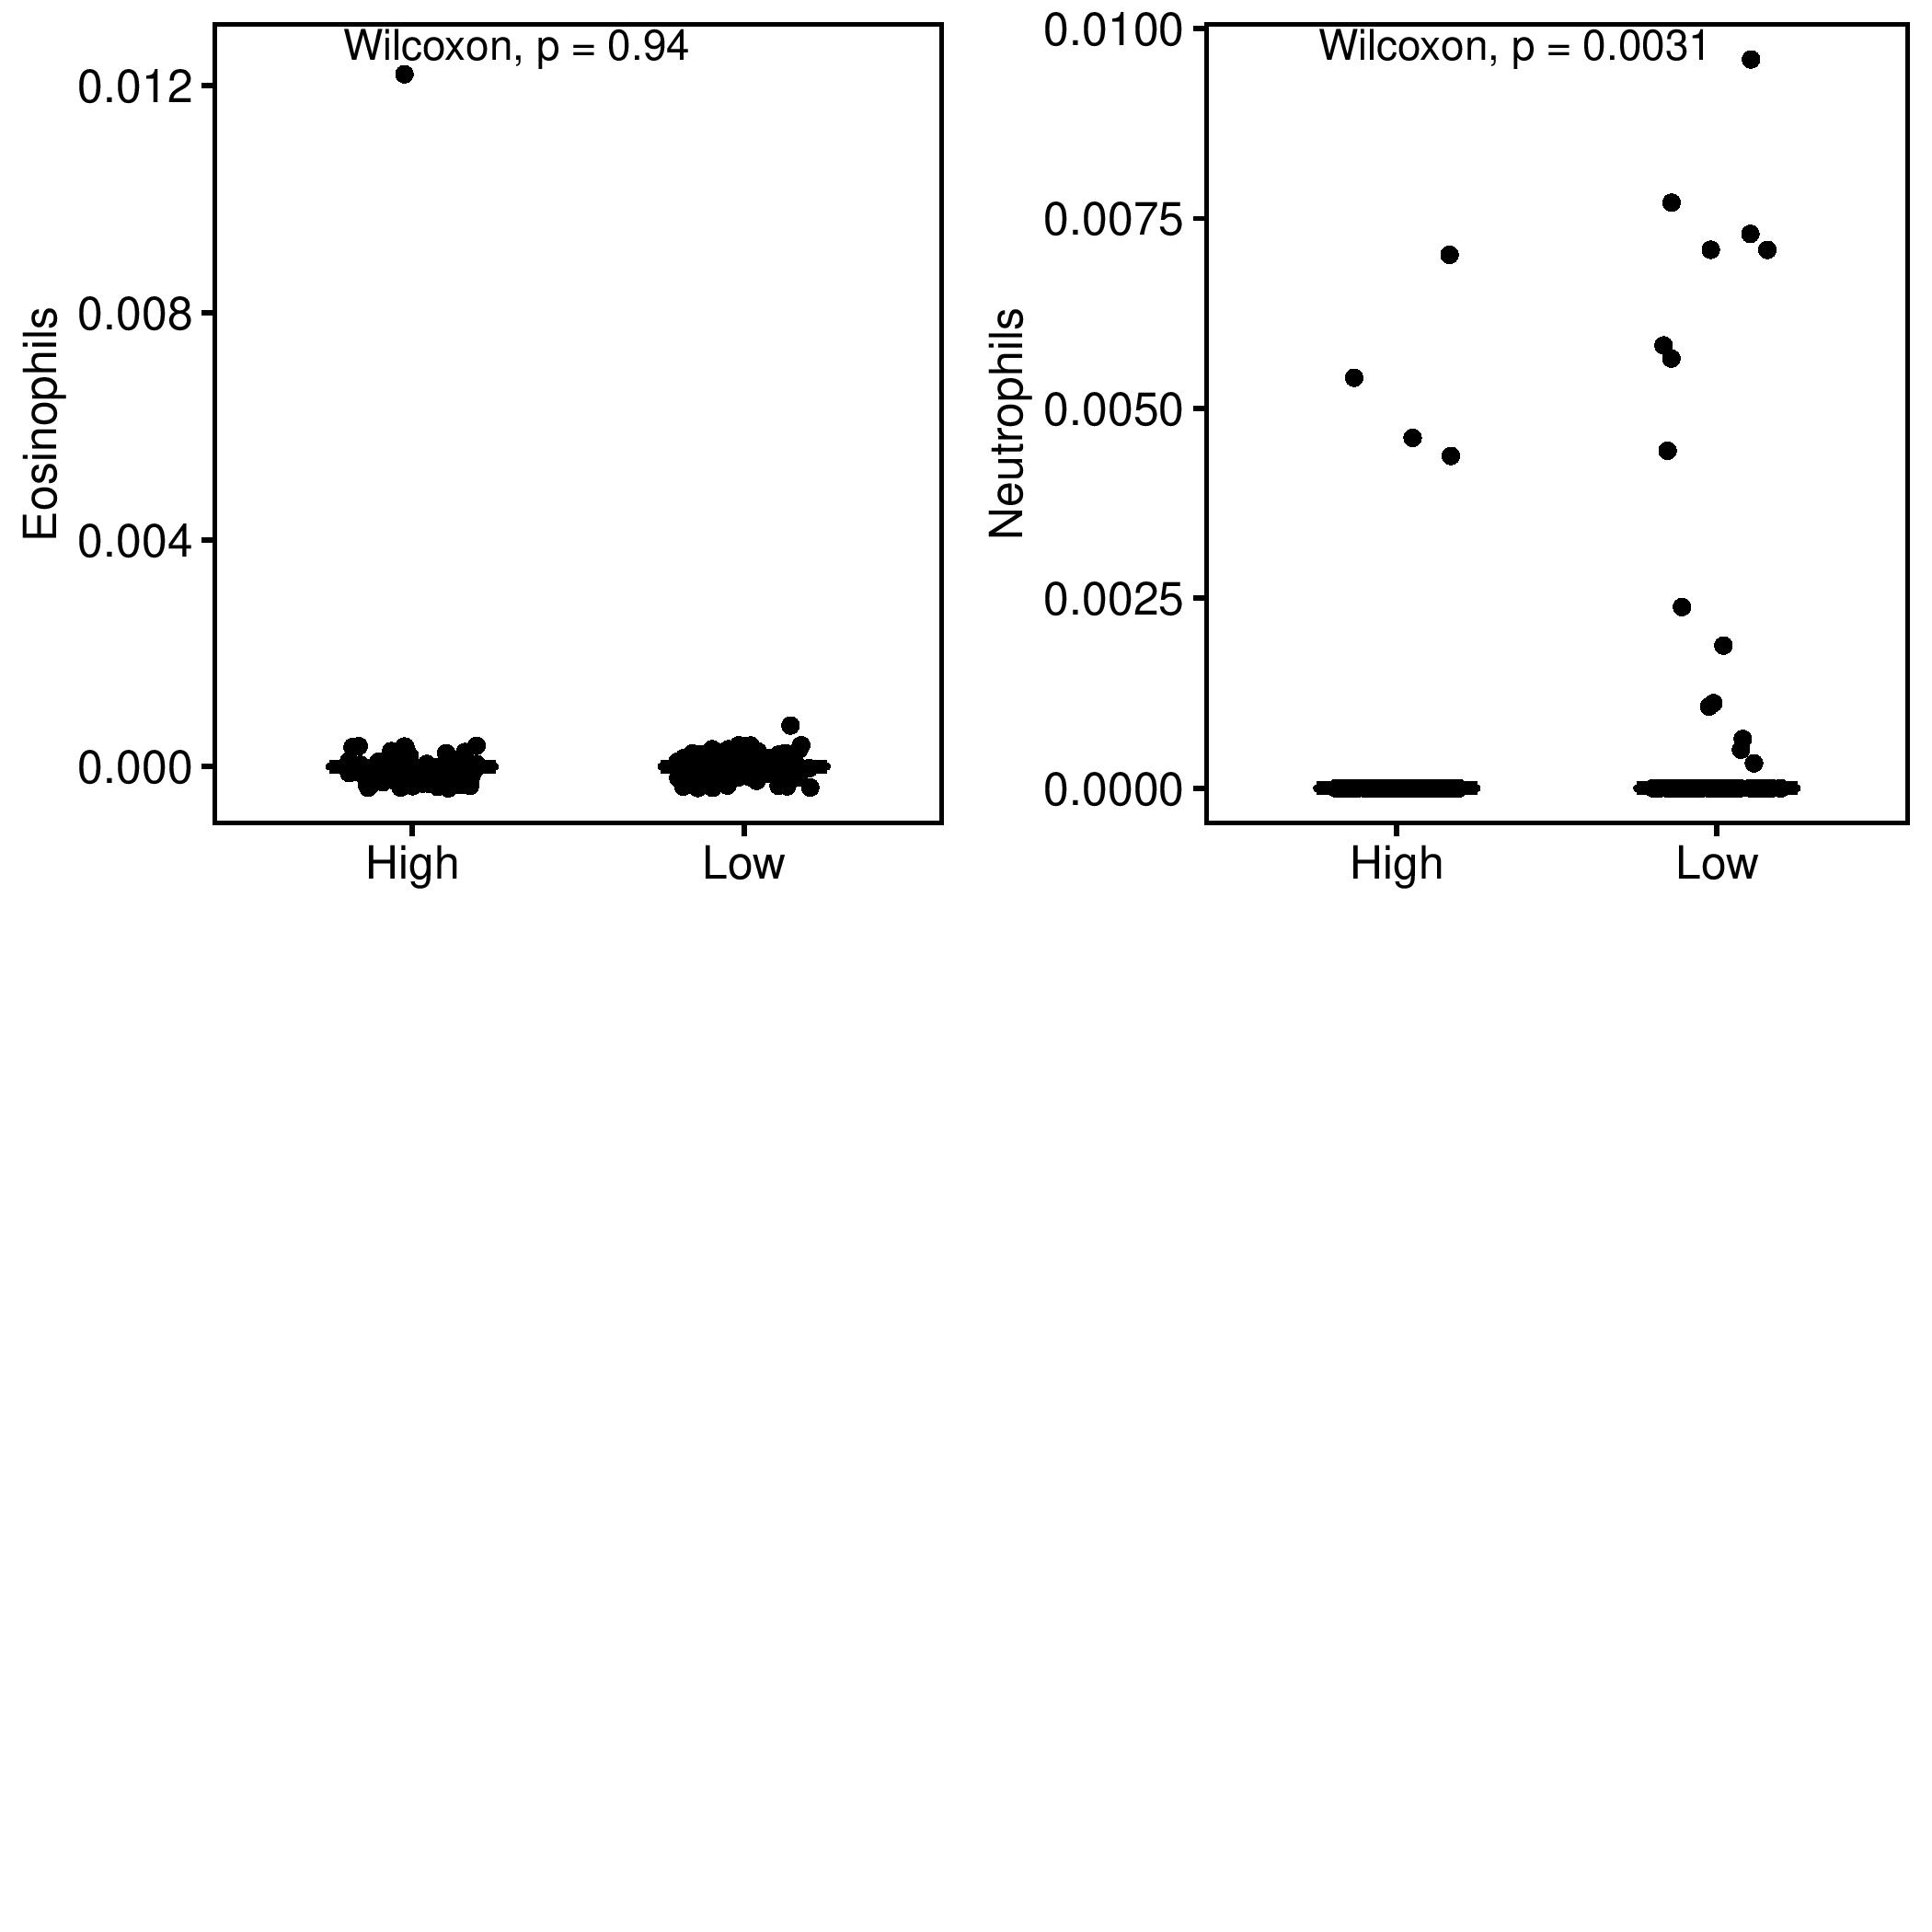 Wilcoxon, p = 0.94
0.012
0.008
0.004
0.000
Eosinophils
High
Low
Wilcoxon, p = 0.0031
0.0100
0.0075
0.0050
0.0025
0.0000
Neutrophils
High
Low